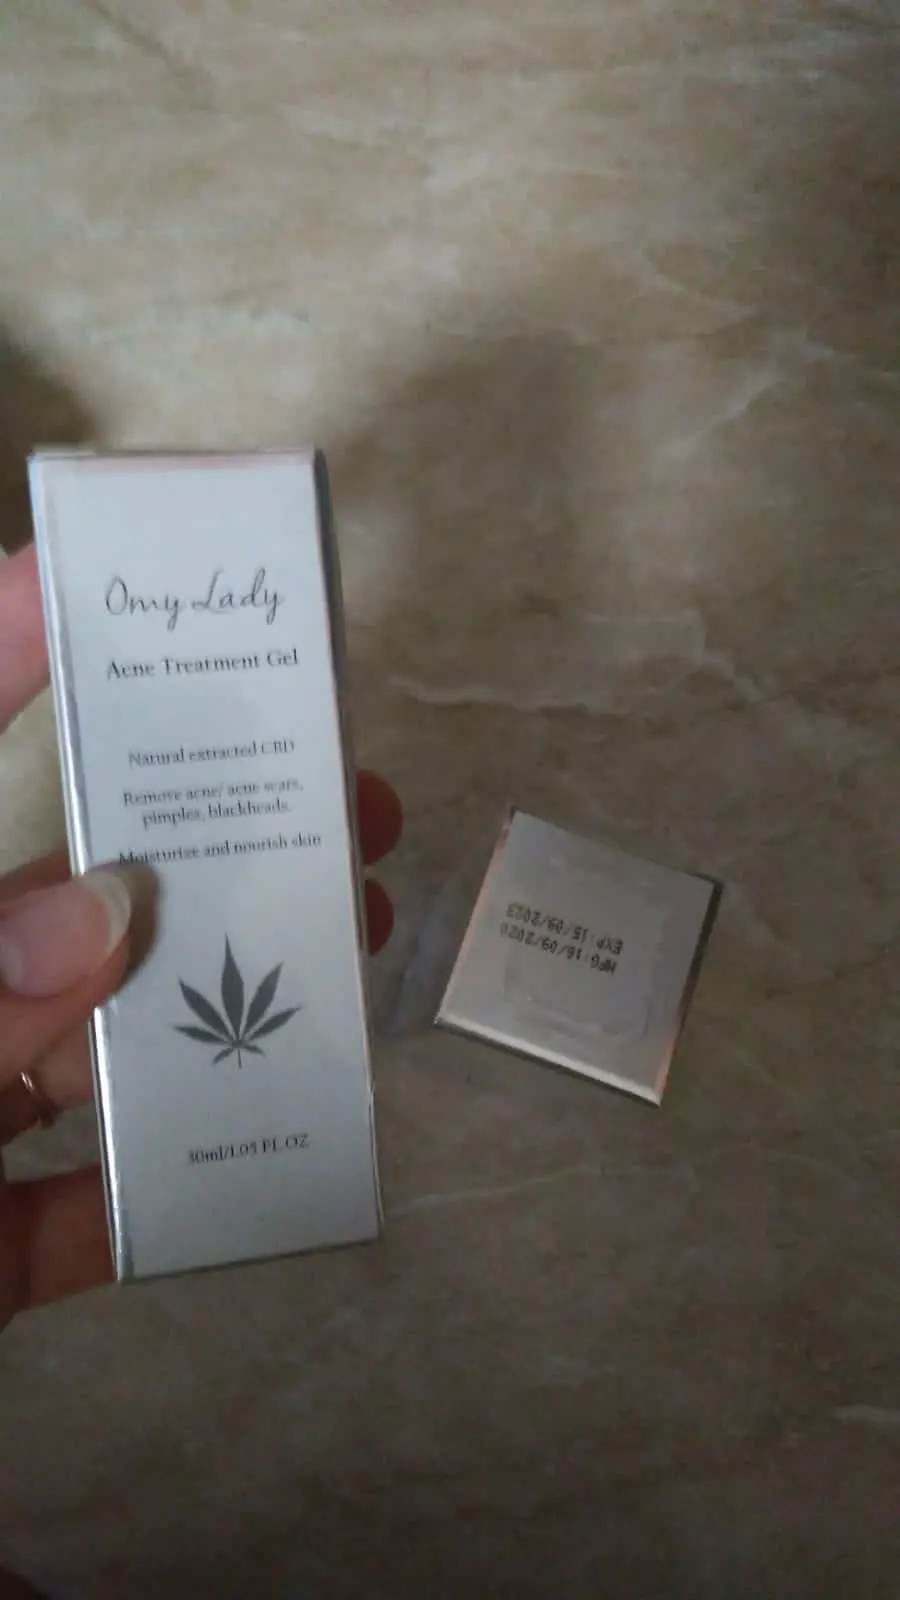 Omy Lady
Acne Treatment Gel
Natural extracted CBD
Remove acne/ acne scars,
pimples, blackheads.
Moisturize and nourish skin
30ml/1.05 FL OZ
MFG:16/09/2020
EXP:15/09/2023